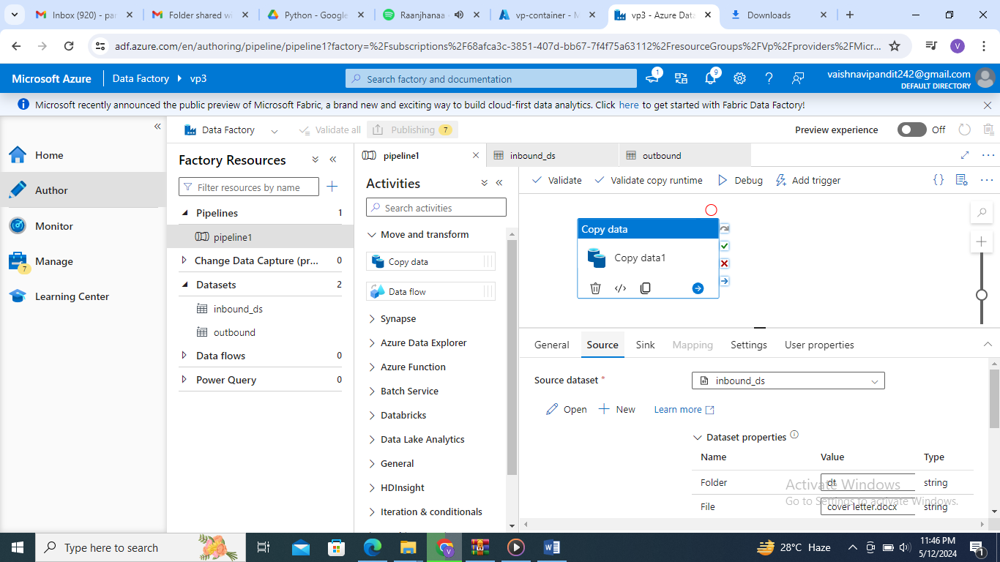 Inbox (920) - par
Folder shared wi
Python - Google
Raanjhanaa
vp-container - M
vp3 - Azure Data
Downloads
adf.azure.com/en/authoring/pipeline/pipeline1?factory=%2Fsubscriptions%2F68afca3c-3851-407d-bb67-7f4f75a63112%2FresourceGroups%2FVp%2Fproviders%2FMicr...
V
Microsoft Azure
Data Factory
vp3
Search factory and documentation
1
9
vaishnavipandit242@gmail.com
DEFAULT DIRECTORY
Microsoft recently announced the public preview of Microsoft Fabric, a brand new and exciting way to build cloud-first data analytics. Click here to get started with Fabric Data Factory!
Home
Author
Monitor
Manage
7
Learning Center
Data Factory
Validate all
Publishing 7
Preview experience
Off
Factory Resources
Filter resources by name
Pipelines 1
pipeline1
Change Data Capture (pr... 0
Datasets 2
inbound_ds
outbound
Data flows 0
Power Query 0
pipeline1
inbound_ds
outbound
Activities
Search activities
Move and transform
Copy data
Data flow
Synapse
Azure Data Explorer
Azure Function
Batch Service
Databricks
Data Lake Analytics
General
HDInsight
Iteration & conditionals
Validate
Validate copy runtime
Debug
Add trigger
Copy data
Copy data1
General
Source
Sink
Mapping
Settings
User properties
Source dataset *
inbound_ds
Open
New
Learn more
Dataset properties
Name Value Type
Folder dt string
File cover letter.docx string
Activate Windows
Go to Settings to activate Windows.
Type here to search
V
28°C Haze
11:46 PM
5/12/2024
1